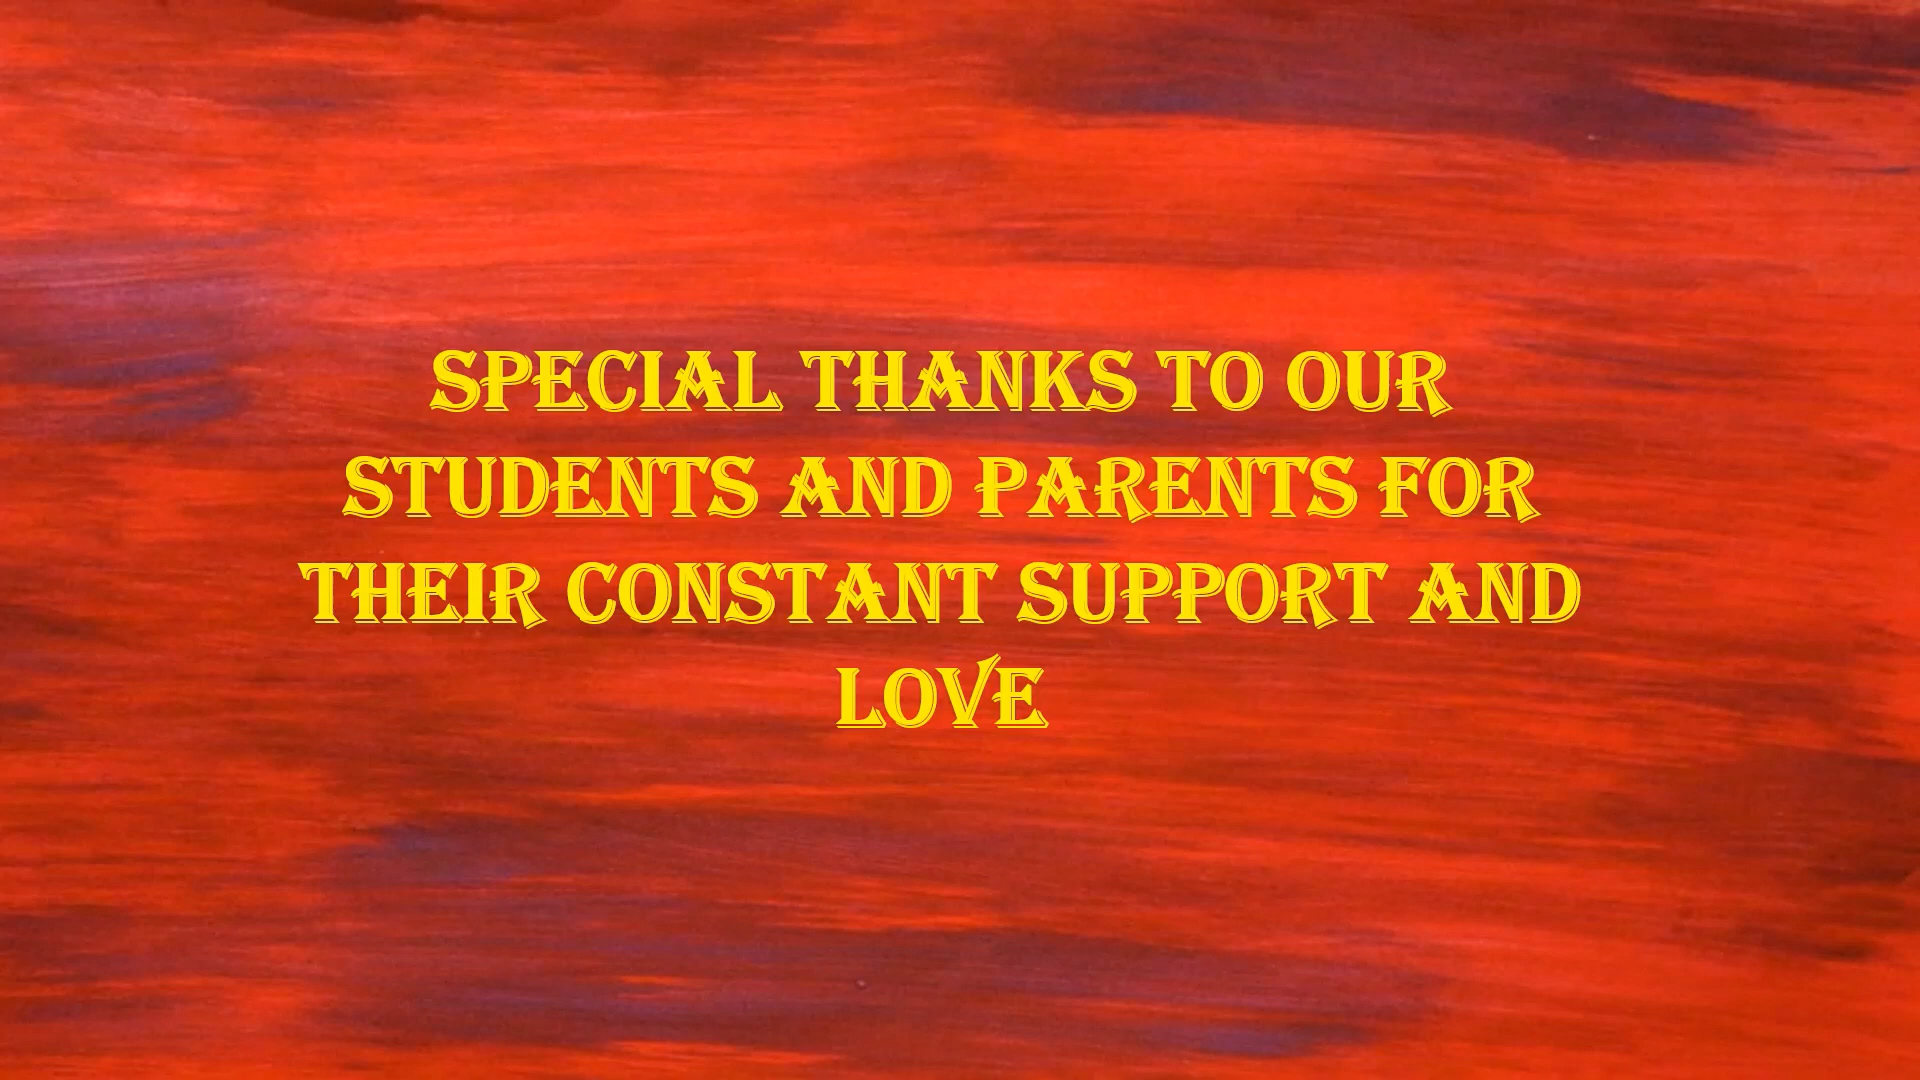 SPECIAL THANKS TO OUR
STUDENTS AND PARENTS FOR
THEIR CONSTANT SUPPORT AND
LOVE